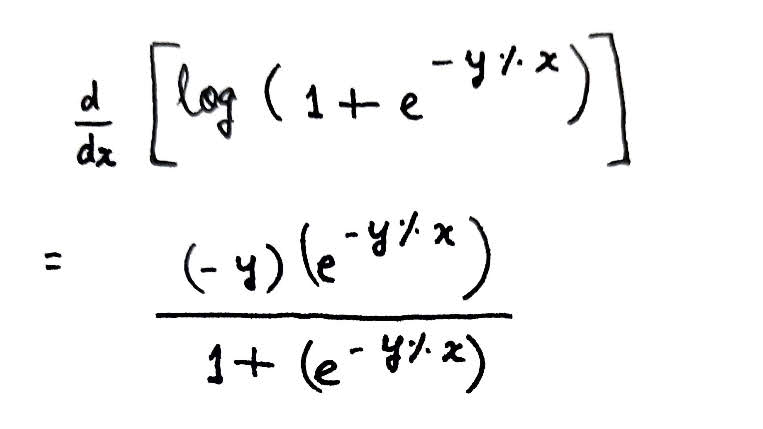 d/dx [log (1 + e^{-y % x})]
= (-y) (e^{-y % x}) / 1 + (e^{-y % x})